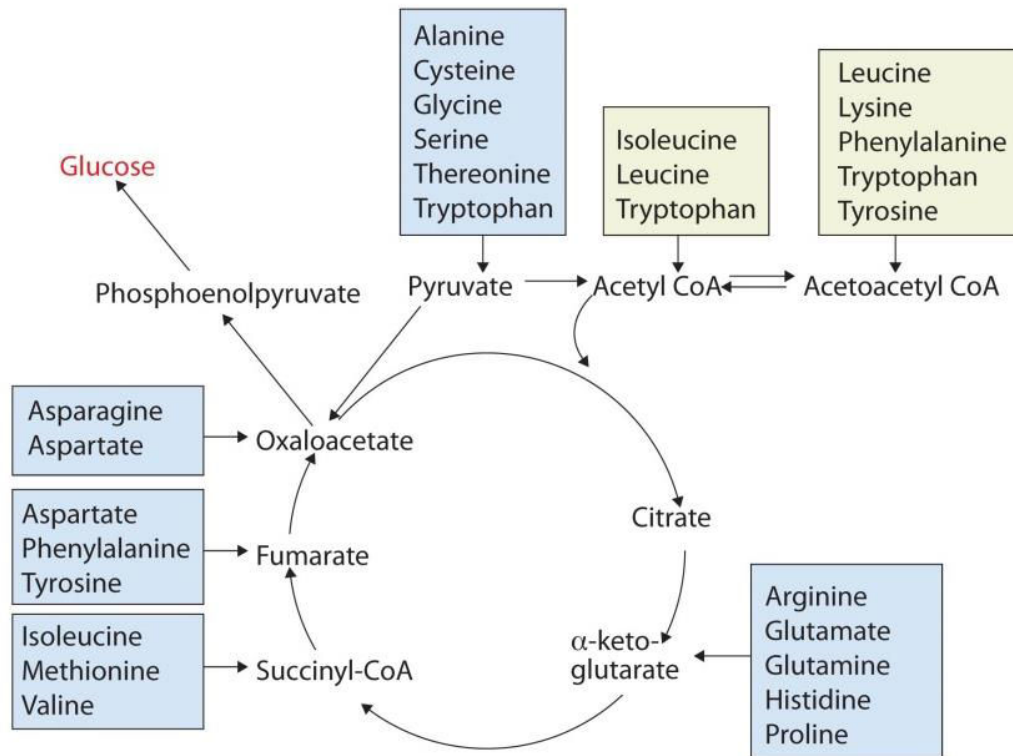 Alanine
Cysteine
Glycine
Serine
Thereonine
Tryptophan
Isoleucine
Leucine
Tryptophan
Leucine
Lysine
Phenylalanine
Tryptophan
Tyrosine
Glucose
Phosphoenolpyruvate
Pyruvate
Acetyl CoA
Acetoacetyl CoA
Asparagine
Aspartate
Oxaloacetate
Citrate
Aspartate
Phenylalanine
Tyrosine
Fumarate
Isoleucine
Methionine
Valine
Succinyl-CoA
α-keto-
glutarate
Arginine
Glutamate
Glutamine
Histidine
Proline